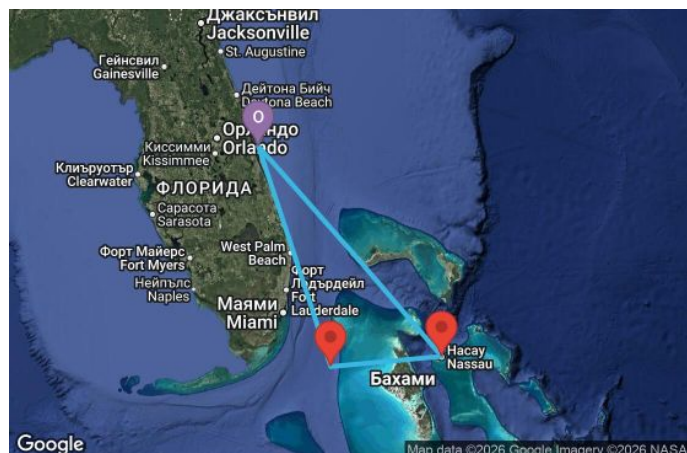 Джаксънвил
Jacksonville
St. Augustine
Гейнсвил
Gainesville
Дейтона Бийч
Daytona Beach
O
Орландо
Orlando
Киссимми
Kissimmee
Клиъруотър
Clearwater
ФЛОРИДА
Сарасота
Sarasota
Форт Майерс
Fort Myers
West Palm
Beach
Нейпълс
Naples
Форт
Лодърдейл
Fort
Lauderdale
Маями
Miami
Насау
Nassau
Бахами
Google
Map data ©2026 Google Imagery ©2026 NASA